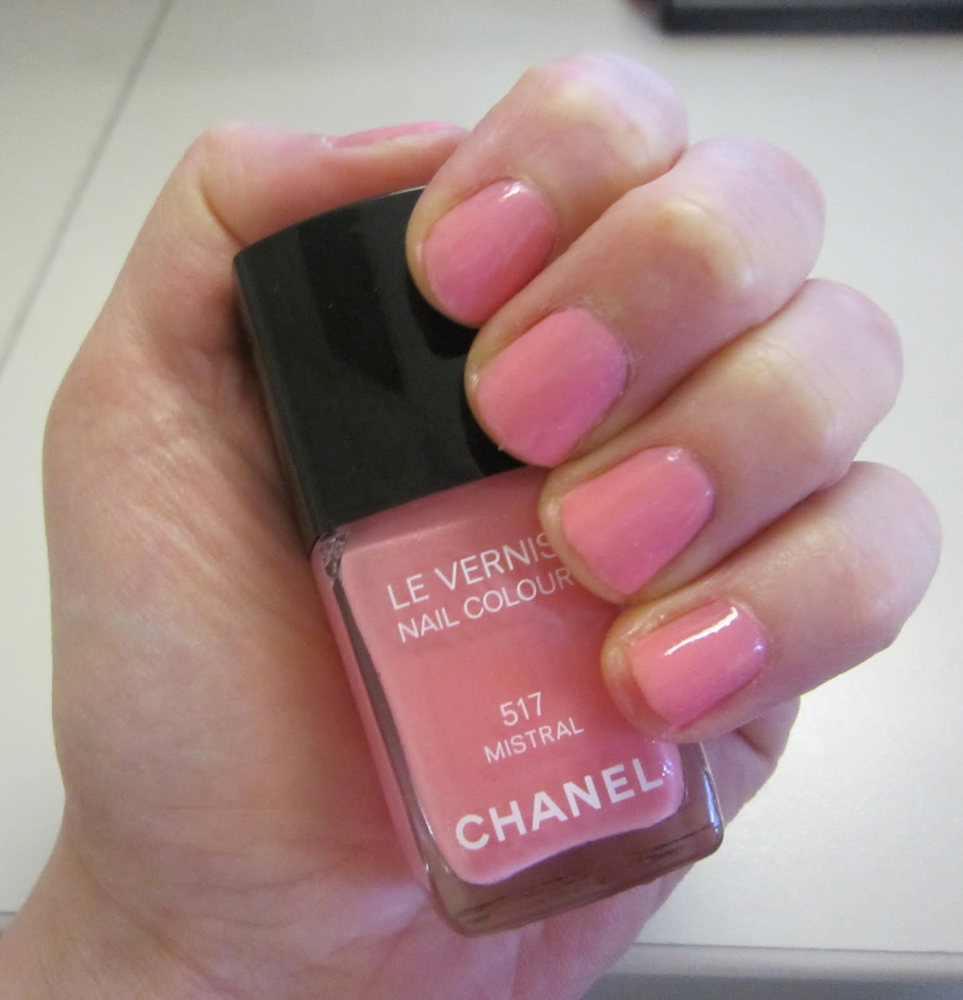 LE VERNIS
NAIL COLOUR
517
MISTRAL
CHANEL